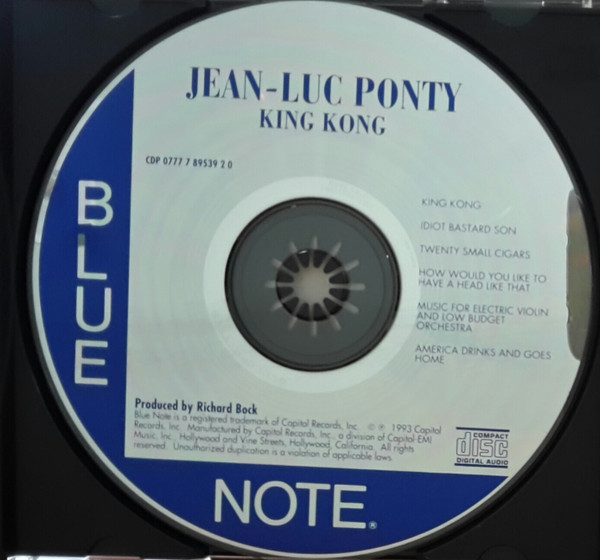 JEAN-LUC PONTY
KING KONG
CDP 0777 7 89539 2 0
BLUE
KING KONG
IDIOT BASTARD SON
TWENTY SMALL CIGARS
HOW WOULD YOU LIKE TO
HAVE A HEAD LIKE THAT
MUSIC FOR ELECTRIC VIOLIN
AND LOW BUDGET
ORCHESTRA
AMERICA DRINKS AND GOES
HOME
Produced by Richard Bock
Blue Note is a registered trademark of Capitol Records, Inc. © ℗ 1993 Capitol
Records, Inc. Manufactured by Capitol Records, Inc., a division of Capitol-EMI
Music, Inc. Hollywood and Vine Streets, Hollywood, California. All rights
reserved. Unauthorized duplication is a violation of applicable laws.
COMPACT
disc
DIGITAL AUDIO
NOTE®